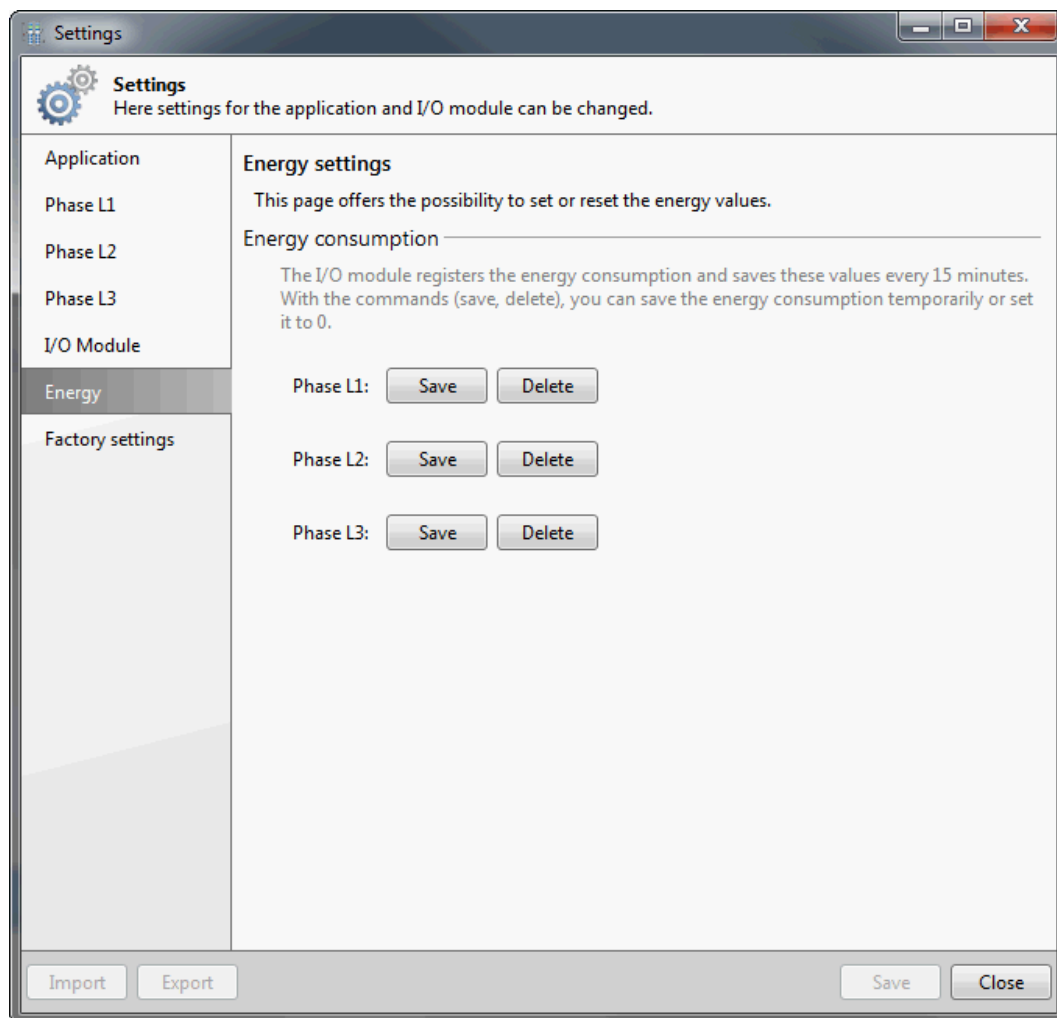 Settings
Settings
Here settings for the application and I/O module can be changed.
Application
Phase L1
Phase L2
Phase L3
I/O Module
Energy
Factory settings
Energy settings
This page offers the possibility to set or reset the energy values.
Energy consumption
The I/O module registers the energy consumption and saves these values every 15 minutes.
With the commands (save, delete), you can save the energy consumption temporarily or set
it to 0.
Phase L1: Save Delete
Phase L2: Save Delete
Phase L3: Save Delete
Import Export Save Close